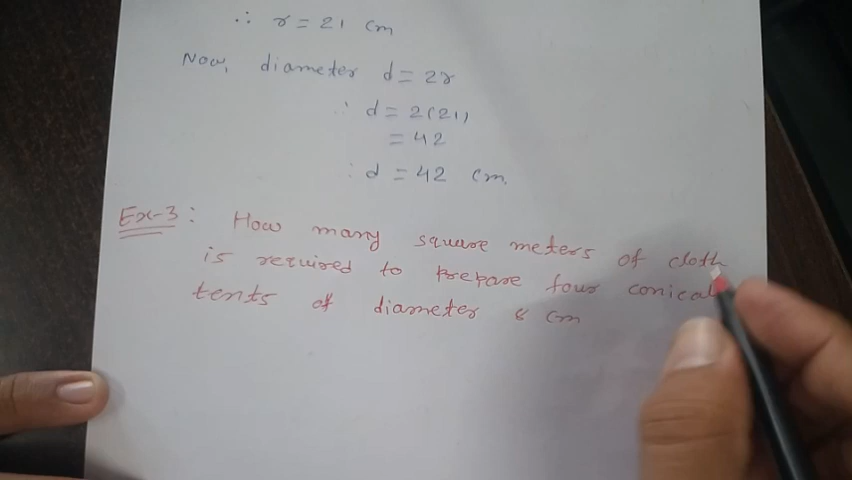 ∴ r = 21 cm
Now, diameter d = 2r
∴ d = 2(21)
= 42
∴ d = 42 cm.
Ex-3: How many square meters of cloth
is required to prepare four conical
tents of diameter 8 cm